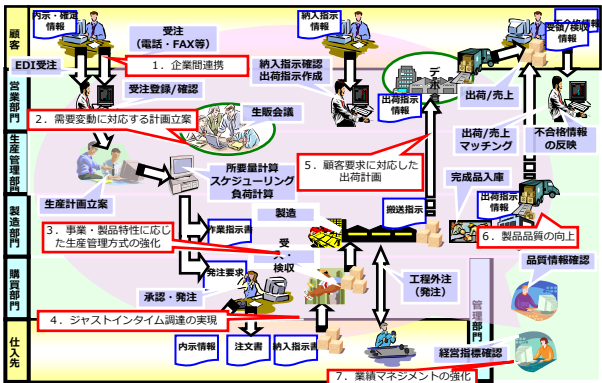 顧客
内示・確定
情報
受注
(電話・FAX等)
納入指示
情報
不合格情報
受領/検収
情報
EDI受注
1．企業間連携
納入指示確認
出荷指示作成
営業部門
受注登録/確認
出荷指示
情報
出荷/売上
2．需要変動に対応する計画立案
生販会議
出荷/売上
マッチング
不合格情報
の反映
生産管理部門
所要量計算
スケジューリング
負荷計算
5．顧客要求に対応した
出荷計画
完成品入庫
生産計画立案
製造部門
製造
搬送指示
出荷指示
情報
3．事業・製品特性に応じ
た生産管理方式の強化
作業指示書
6．製品品質の向上
・検収
購買部門
発注要求
工程外注
(発注)
品質情報確認
承認・発注
管理部門
4．ジャストインタイム調達の実現
仕入先
内示情報
注文書
納入指示書
経営指標確認
7．業績マネジメントの強化